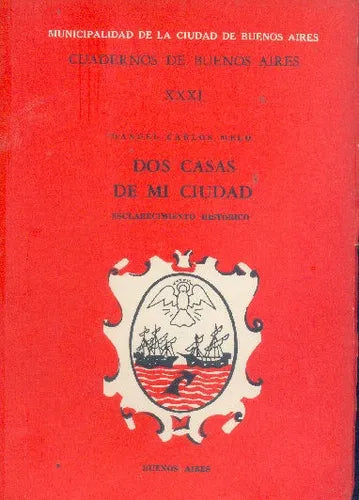 MUNICIPALIDAD DE LA CIUDAD DE BUENOS AIRES
CUADERNOS DE BUENOS AIRES
XXXI
CARLOS MELO
DOS CASAS
DE MI CIUDAD
ESCLARECIMIENTO HISTORICO
BUENOS AIRES